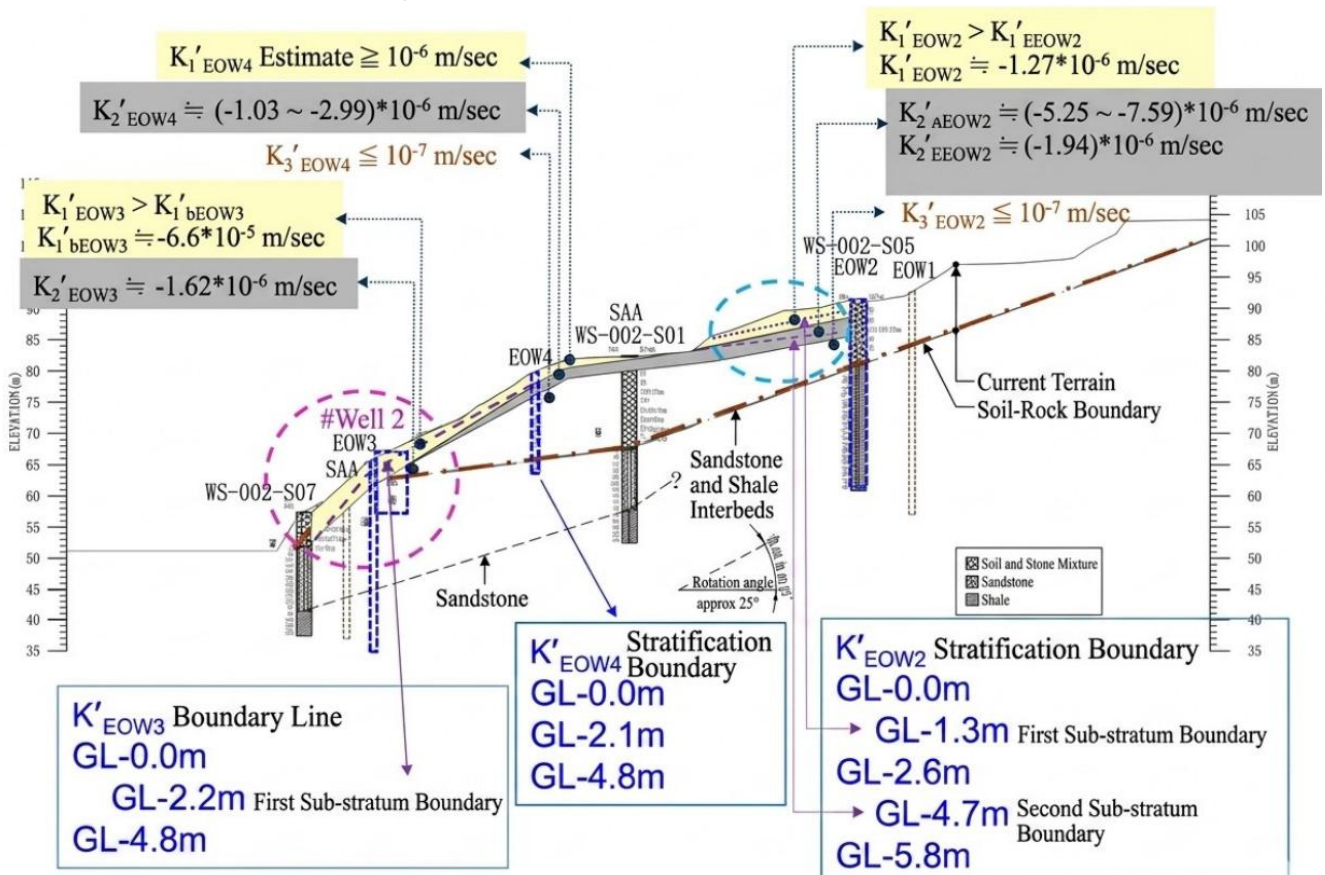 K₁′EOW4 Estimate ≧ 10⁻⁶ m/sec
K₂′EOW4 ≒ (-1.03 ~ -2.99)*10⁻⁶ m/sec
K₃′EOW4 ≦ 10⁻⁷ m/sec
K₁′EOW3 > K₁′bEOW3
K₁′bEOW3 ≒-6.6*10⁻⁵ m/sec
K₂′EOW3 ≒ -1.62*10⁻⁶ m/sec
K₁′EOW2 > K₁′EEOW2
K₁′EOW2 ≒ -1.27*10⁻⁶ m/sec
K₂′AEOW2 ≒ (-5.25 ~ -7.59)*10⁻⁶ m/sec
K₂′EEOW2 ≒ (-1.94)*10⁻⁶ m/sec
K₃′EOW2 ≦ 10⁻⁷ m/sec
WS-002-S05
EOW2
EOW1
SAA
WS-002-S01
EOW4
#Well 2
EOW3
SAA
WS-002-S07
ELEVATION(m)
90
85
80
75
70
65
60
55
50
45
40
35
105
100
95
90
85
80
75
70
65
60
55
50
45
40
35
ELEVATION(m)
Current Terrain
Soil-Rock Boundary
Sandstone
and Shale
Interbeds
?
Sandstone
Rotation angle
approx 25°
Soil and Stone Mixture
Sandstone
Shale
K′EOW3 Boundary Line
GL-0.0m
GL-2.2m First Sub-stratum Boundary
GL-4.8m
K′EOW4 Stratification
Boundary
GL-0.0m
GL-2.1m
GL-4.8m
K′EOW2 Stratification Boundary
GL-0.0m
GL-1.3m First Sub-stratum Boundary
GL-2.6m
GL-4.7m Second Sub-stratum
Boundary
GL-5.8m